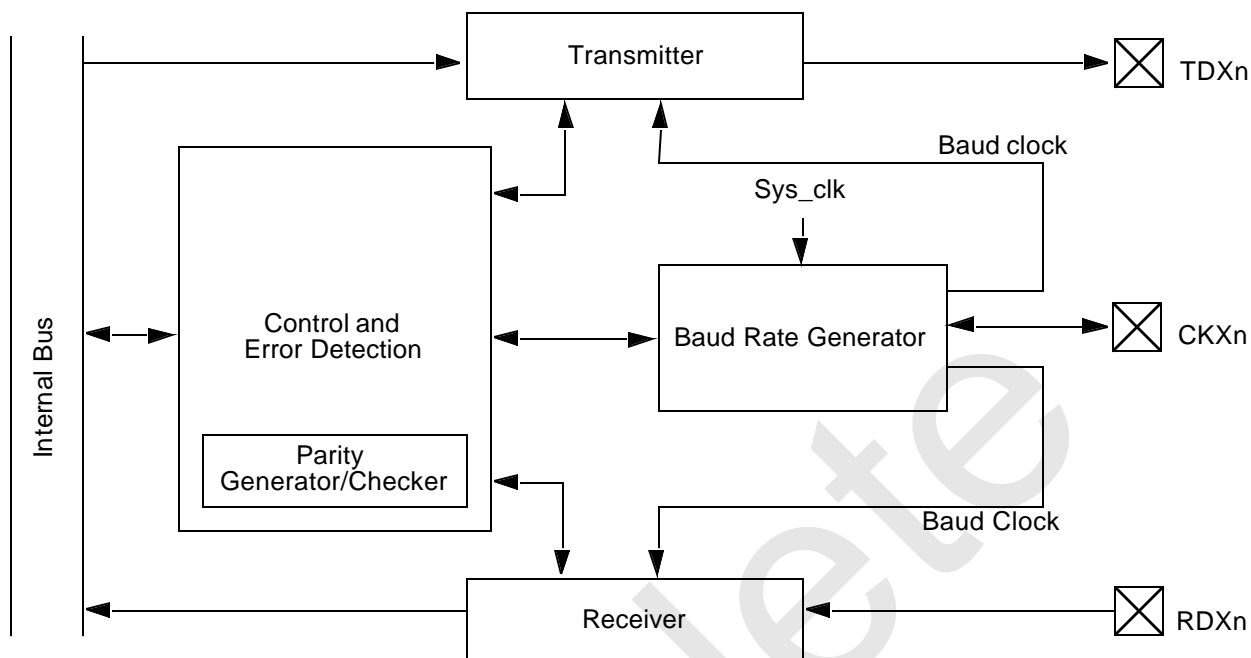 Transmitter
TDXn
Baud clock
Sys_clk
Internal Bus
Control and
Error Detection
Baud Rate Generator
CKXn
Parity
Generator/Checker
Baud Clock
Receiver
RDXn
lete